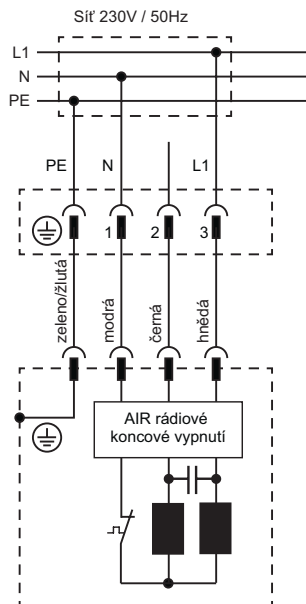 Síť 230V / 50Hz
L1
N
PE
PE N L1
1 2 3
zeleno/žlutá
modrá
černá
hnědá
AIR rádiové
koncové vypnutí